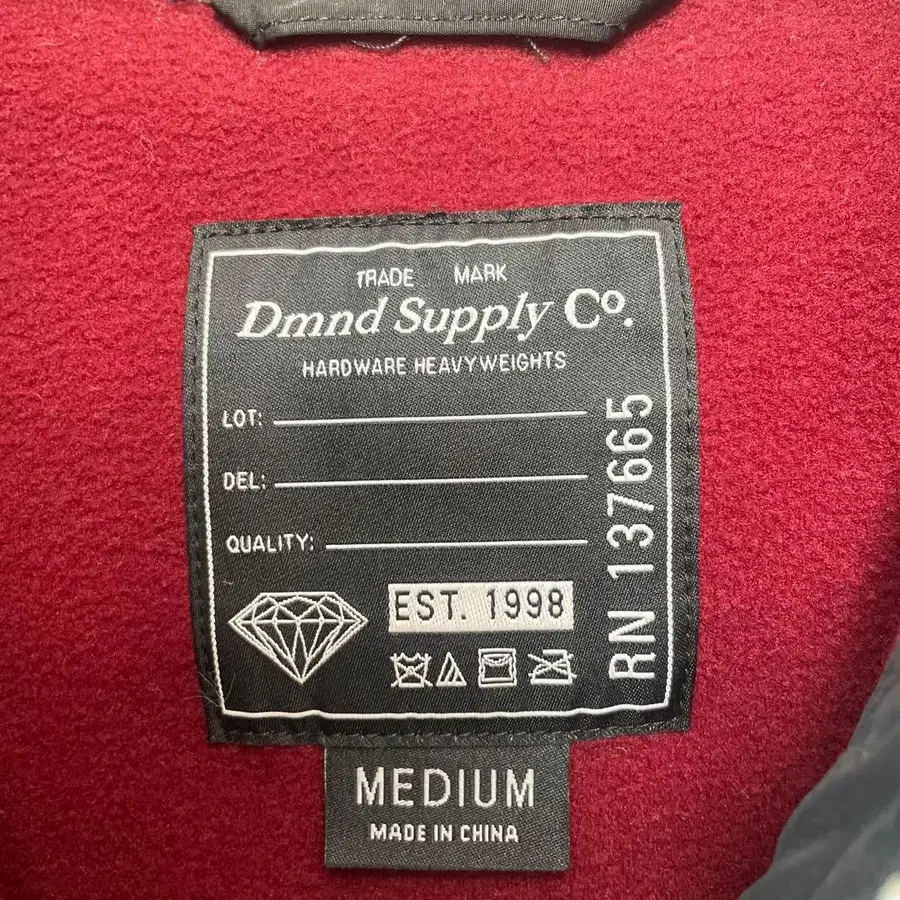 TRADE MARK
Dmnd Supply Co.
HARDWARE HEAVYWEIGHTS
LOT:
DEL:
QUALITY:
EST. 1998
RN 137665
MEDIUM
MADE IN CHINA